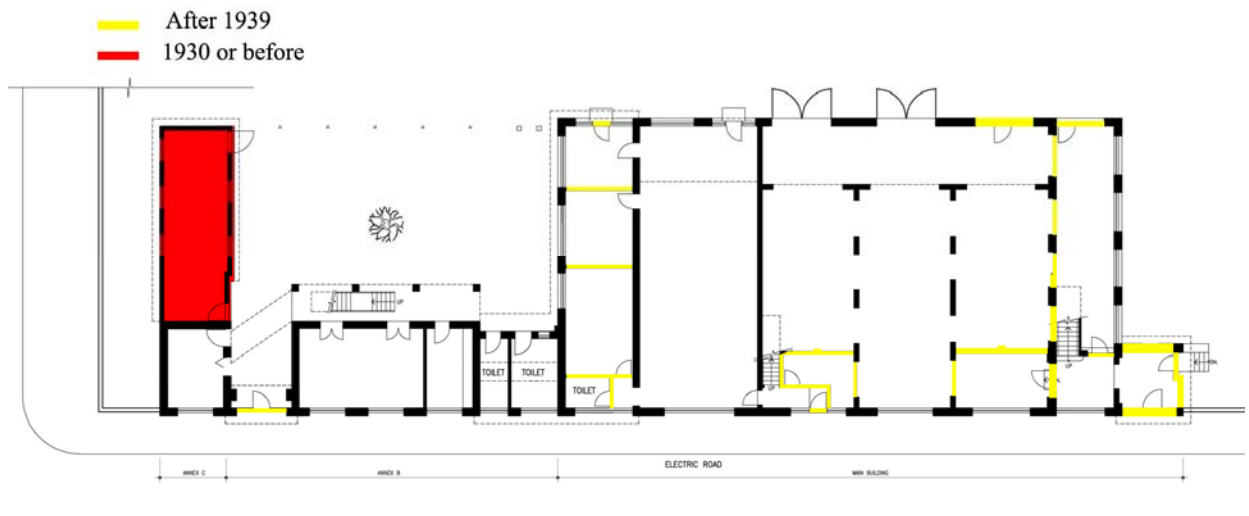 After 1939
1930 or before
UP
TOILET
TOILET
TOILET
UP
UP
ELECTRIC ROAD
ANNEX C
ANNEX B
MAIN BUILDING